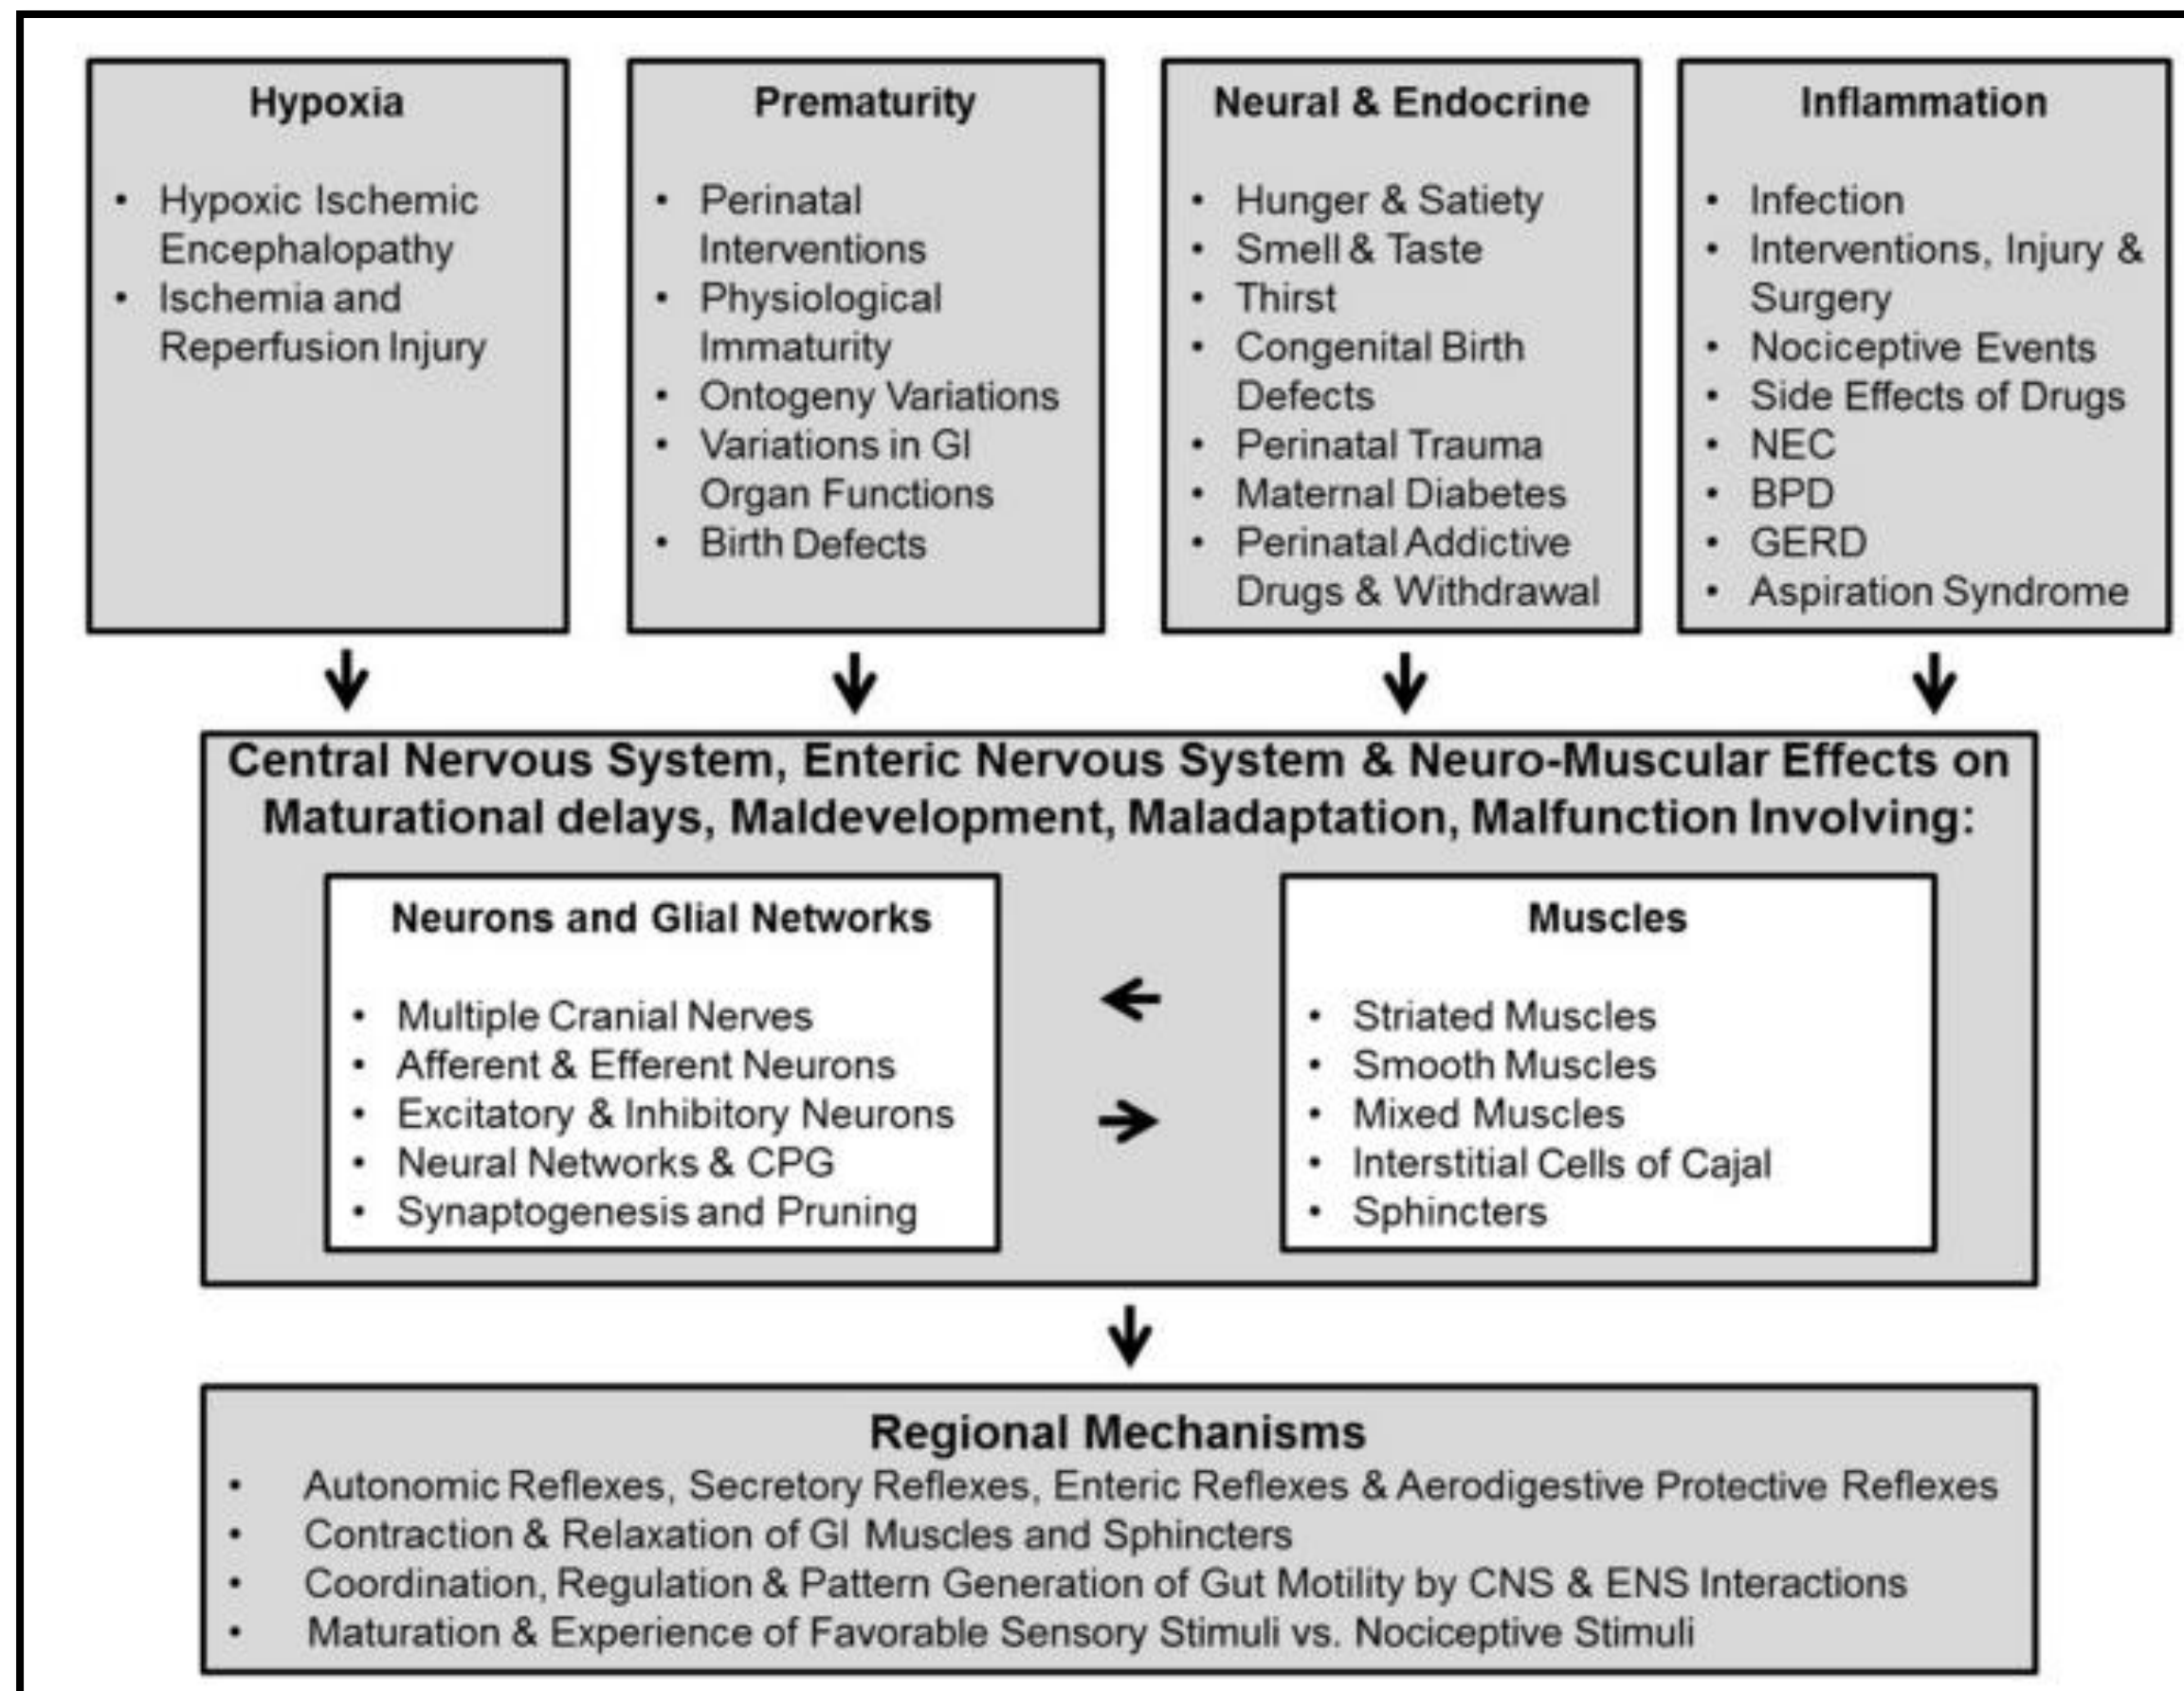 Hypoxia
• Hypoxic Ischemic
Encephalopathy
• Ischemia and
Reperfusion Injury
Prematurity
• Perinatal
Interventions
• Physiological
Immaturity
• Ontogeny Variations
• Variations in GI
Organ Functions
• Birth Defects
Neural & Endocrine
• Hunger & Satiety
• Smell & Taste
• Thirst
• Congenital Birth
Defects
• Perinatal Trauma
• Maternal Diabetes
• Perinatal Addictive
Drugs & Withdrawal
Inflammation
• Infection
• Interventions, Injury &
Surgery
• Nociceptive Events
• Side Effects of Drugs
• NEC
• BPD
• GERD
• Aspiration Syndrome
Central Nervous System, Enteric Nervous System & Neuro-Muscular Effects on
Maturational delays, Maldevelopment, Maladaptation, Malfunction Involving:
Neurons and Glial Networks
• Multiple Cranial Nerves
• Afferent & Efferent Neurons
• Excitatory & Inhibitory Neurons
• Neural Networks & CPG
• Synaptogenesis and Pruning
Muscles
• Striated Muscles
• Smooth Muscles
• Mixed Muscles
• Interstitial Cells of Cajal
• Sphincters
Regional Mechanisms
• Autonomic Reflexes, Secretory Reflexes, Enteric Reflexes & Aerodigestive Protective Reflexes
• Contraction & Relaxation of GI Muscles and Sphincters
• Coordination, Regulation & Pattern Generation of Gut Motility by CNS & ENS Interactions
• Maturation & Experience of Favorable Sensory Stimuli vs. Nociceptive Stimuli